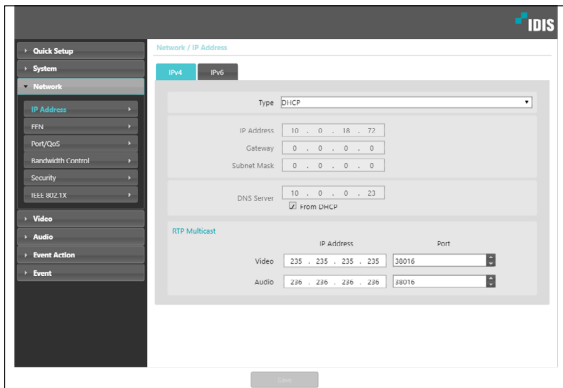 IDIS
Quick Setup
System
Network
IP Address
FEN
Port/QoS
Bandwidth Control
Security
IEEE 802.1X
Video
Audio
Event Action
Event
Network / IP Address
IPv4 IPv6
Type DHCP
IP Address 10 . 0 . 18 . 72
Gateway 0 . 0 . 0 . 0
Subnet Mask 0 . 0 . 0 . 0
DNS Server 10 . 0 . 0 . 23
From DHCP
RTP Multicast
IP Address Port
Video 235 . 235 . 235 . 235 38016
Audio 236 . 236 . 236 . 236 38016
Save